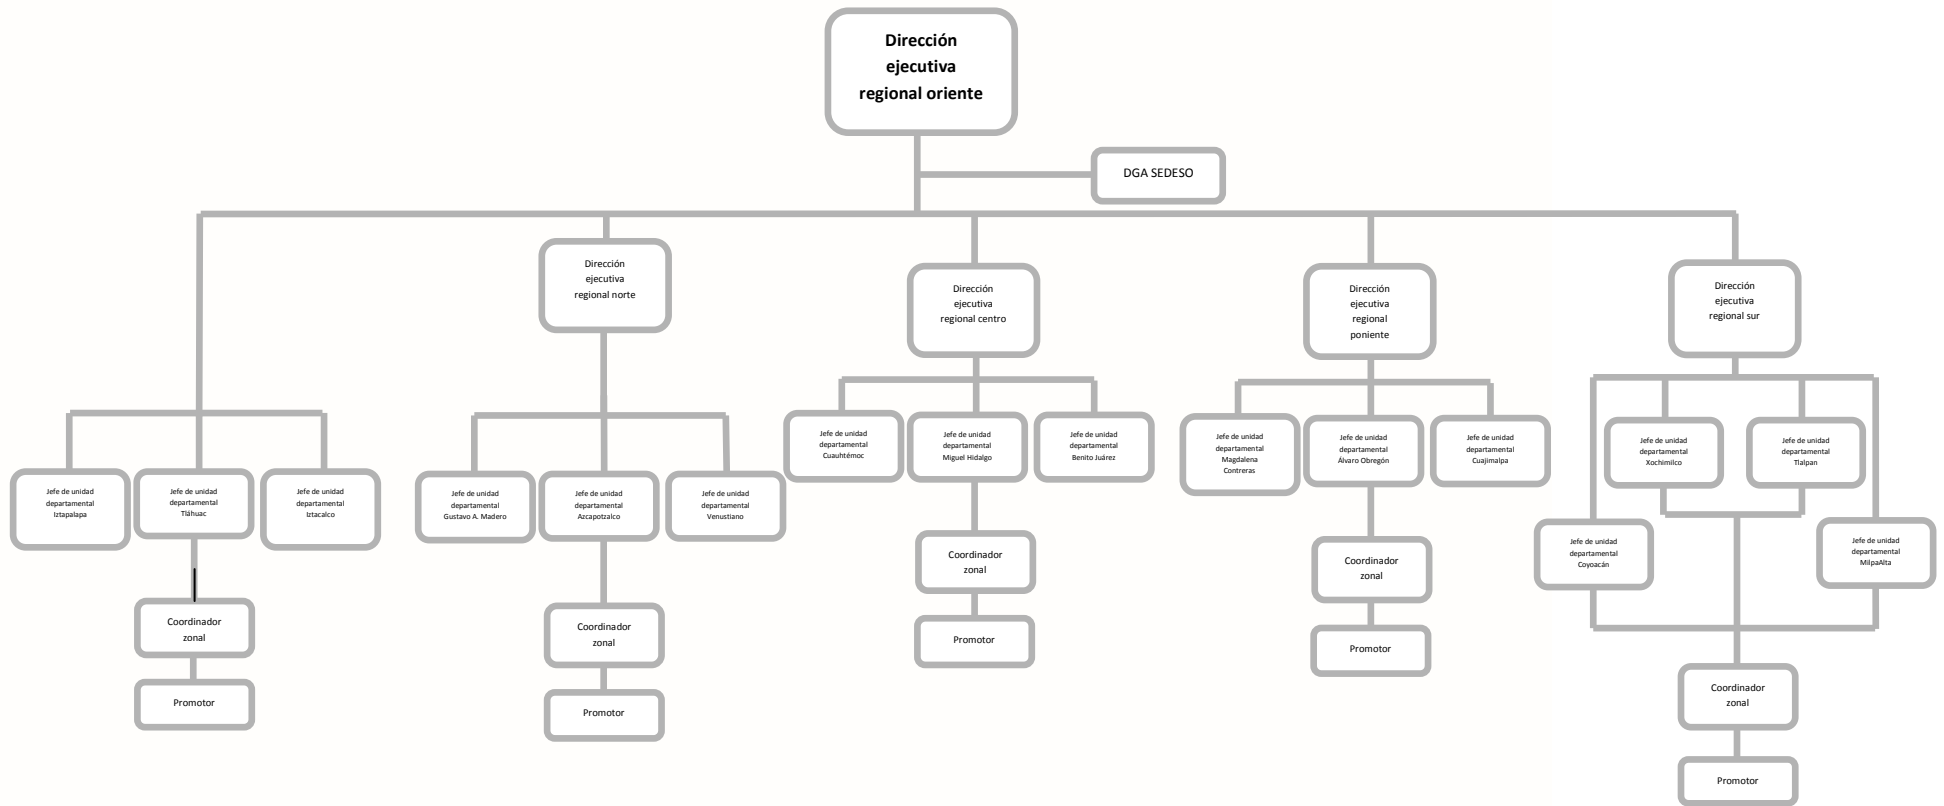 Dirección
ejecutiva
regional oriente
DGA SEDESO
Dirección
ejecutiva
regional norte
Dirección
ejecutiva
regional centro
Dirección
ejecutiva
regional
poniente
Dirección
ejecutiva
regional sur
Jefe de unidad
departamental
Iztapalapa
Jefe de unidad
departamental
Tláhuac
Jefe de unidad
departamental
Iztacalco
Jefe de unidad
departamental
Gustavo A. Madero
Jefe de unidad
departamental
Azcapotzalco
Jefe de unidad
departamental
Venustiano
Jefe de unidad
departamental
Cuauhtémoc
Jefe de unidad
departamental
Miguel Hidalgo
Jefe de unidad
departamental
Benito Juárez
Jefe de unidad
departamental
Magdalena
Contreras
Jefe de unidad
departamental
Álvaro Obregón
Jefe de unidad
departamental
Cuajimalpa
Jefe de unidad
departamental
Xochimilco
Jefe de unidad
departamental
Tlalpan
Jefe de unidad
departamental
Coyoacán
Jefe de unidad
departamental
MilpaAlta
Coordinador
zonal
Promotor
Coordinador
zonal
Promotor
Coordinador
zonal
Promotor
Coordinador
zonal
Promotor
Coordinador
zonal
Promotor